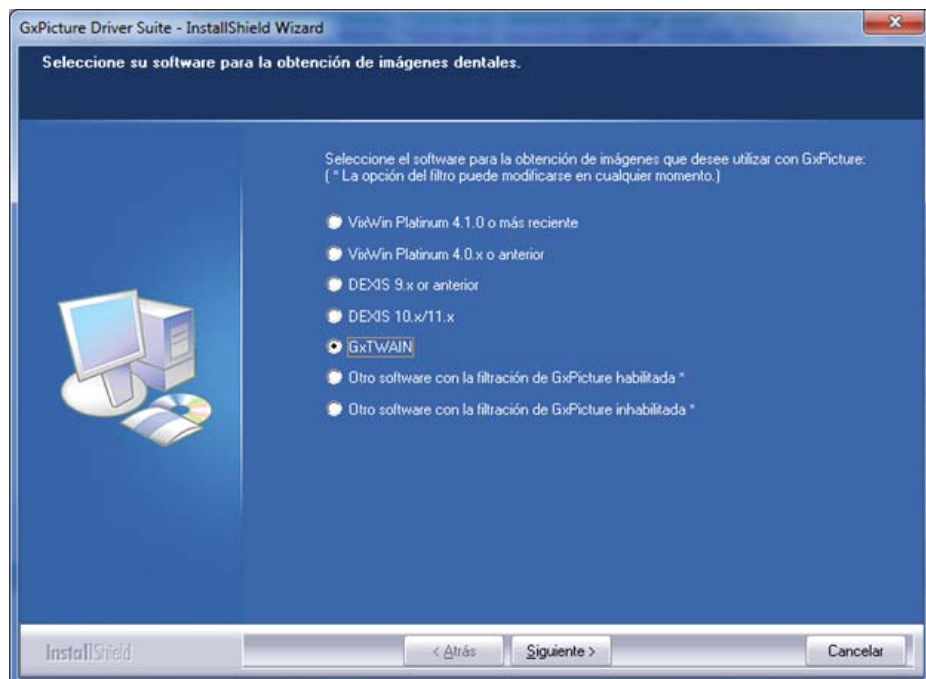 GxPicture Driver Suite - InstallShield Wizard
Seleccione su software para la obtención de imágenes dentales.
Seleccione el software para la obtención de imágenes que desee utilizar con GxPicture:
( * La opción del filtro puede modificarse en cualquier momento.)
VixWin Platinum 4.1.0 o más reciente
VixWin Platinum 4.0.x o anterior
DEXIS 9.x or anterior
DEXIS 10.x/11.x
GxTWAIN
Otro software con la filtración de GxPicture habilitada *
Otro software con la filtración de GxPicture inhabilitada *
InstallShield
< Atrás
Siguiente >
Cancelar